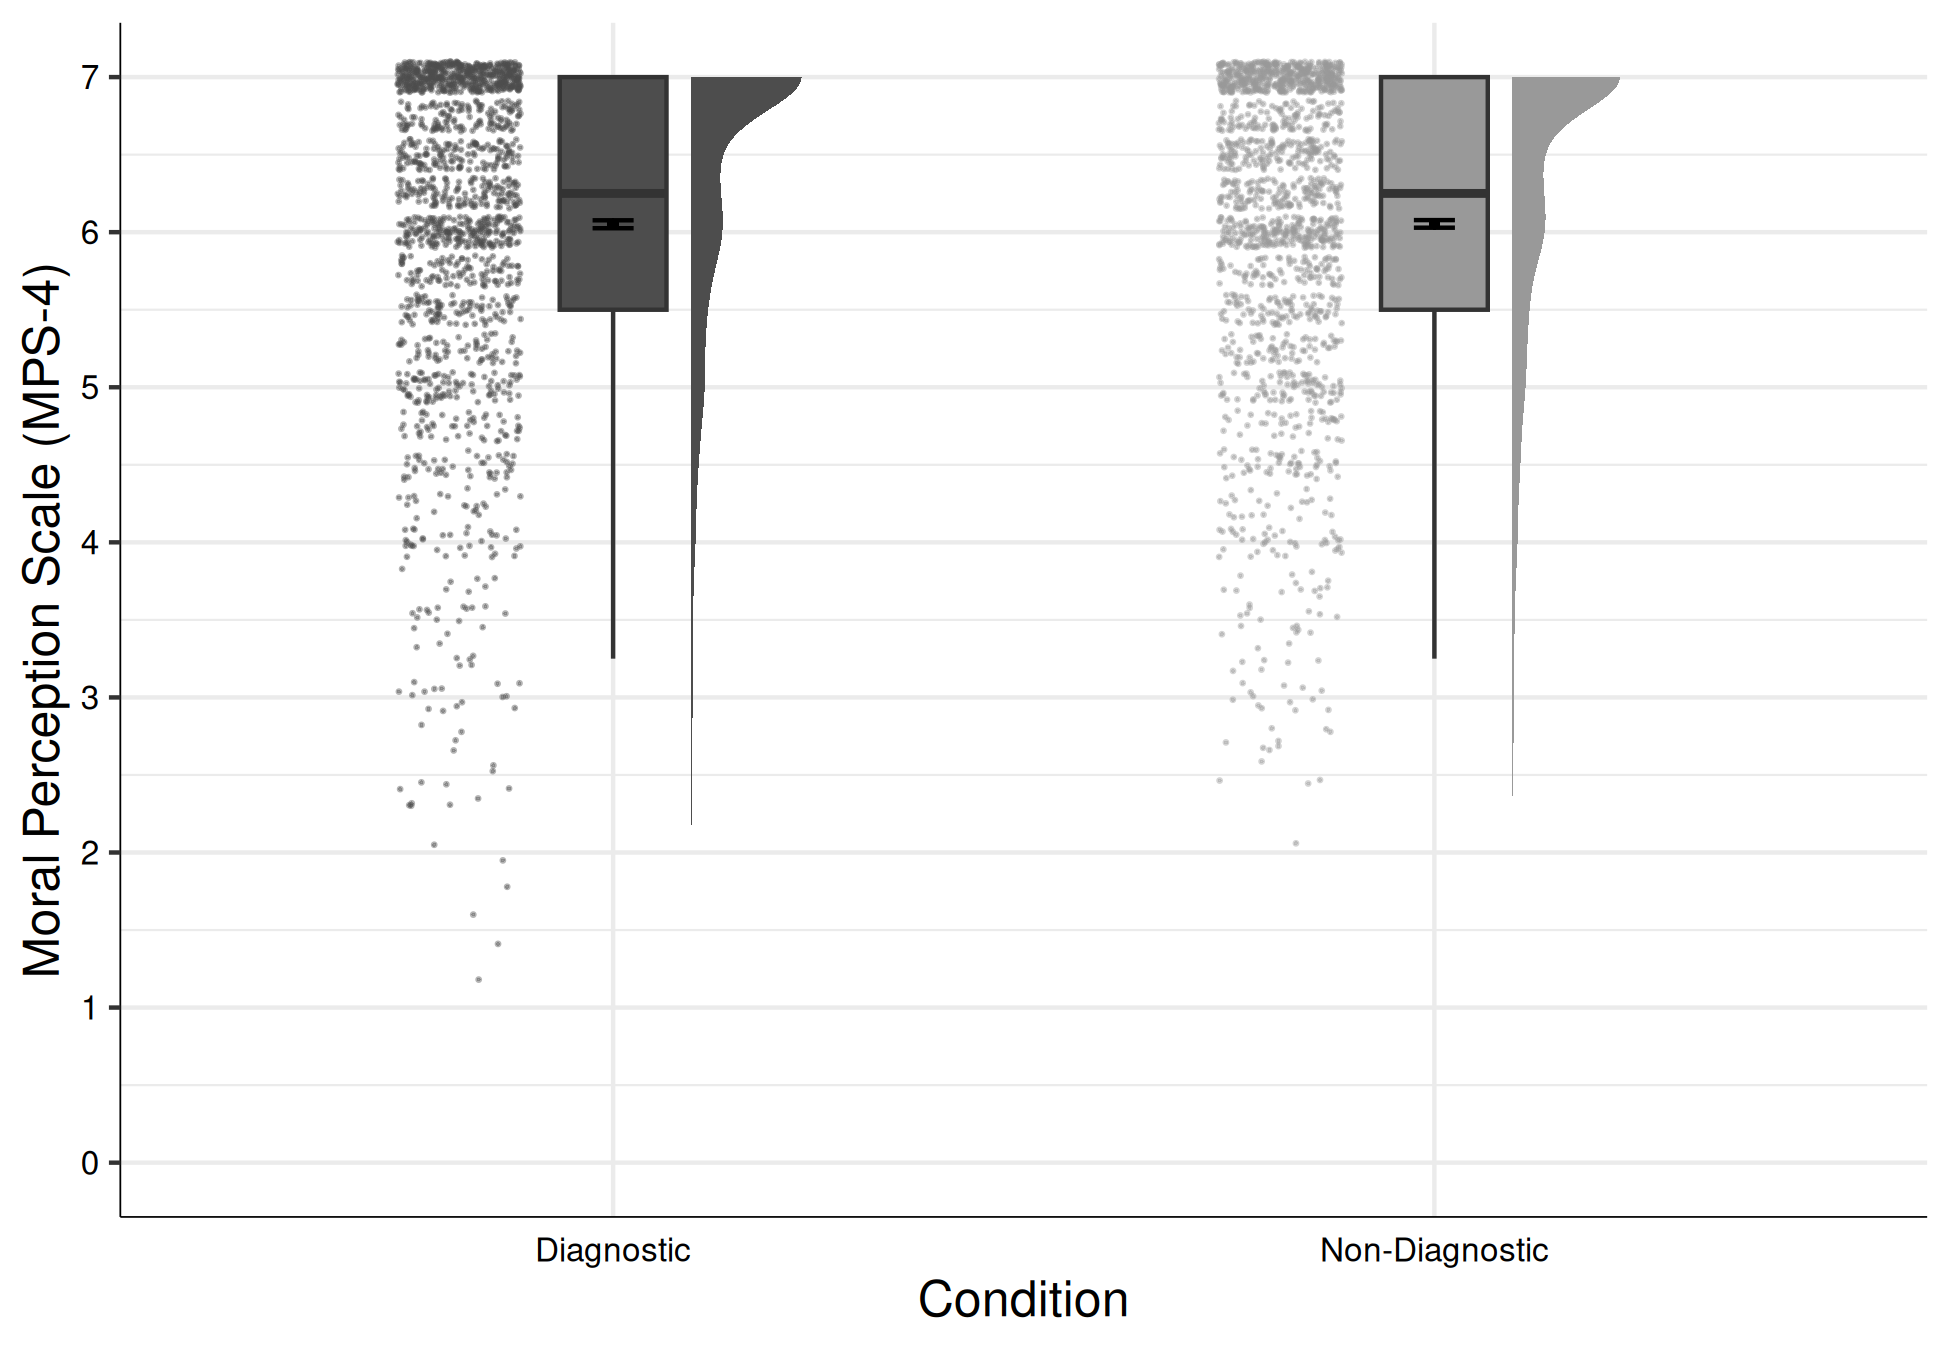 Moral Perception Scale (MPS-4)
7
6
5
4
3
2
1
0
Diagnostic
Non-Diagnostic
Condition